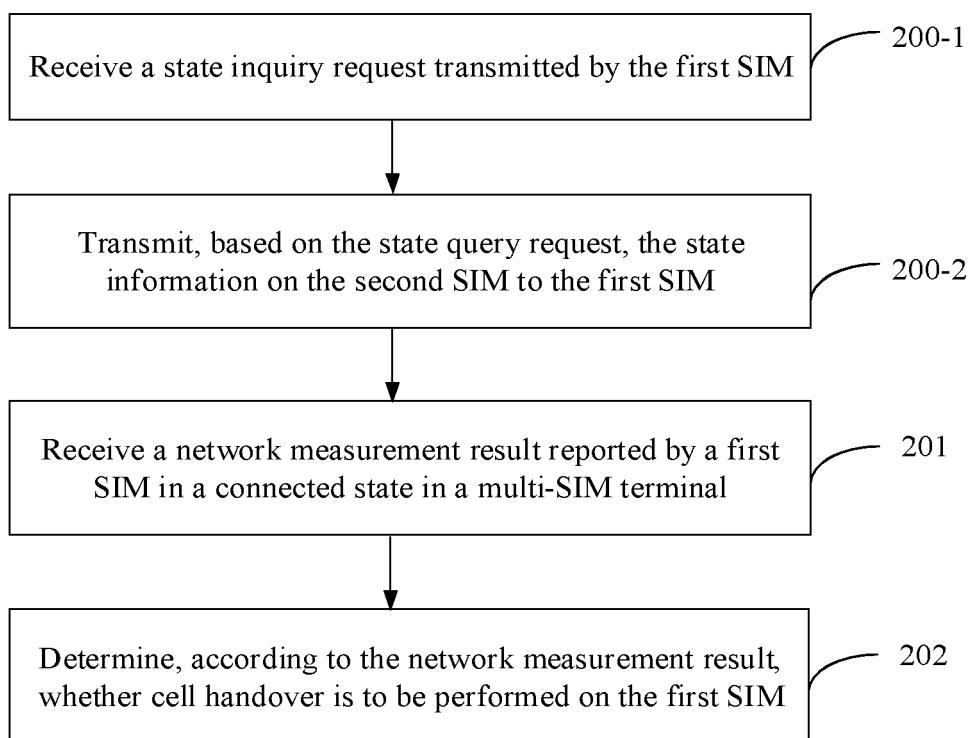 Receive a state inquiry request transmitted by the first SIM
200-1
Transmit, based on the state query request, the state
information on the second SIM to the first SIM
200-2
Receive a network measurement result reported by a first
SIM in a connected state in a multi-SIM terminal
201
Determine, according to the network measurement result,
whether cell handover is to be performed on the first SIM
202